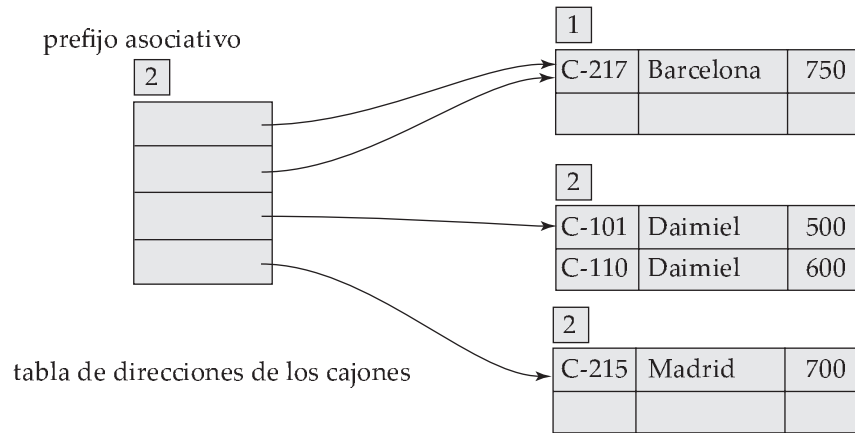 prefijo asociativo
2
1
C-217 Barcelona 750
2
C-101 Daimiel 500
C-110 Daimiel 600
2
C-215 Madrid 700
tabla de direcciones de los cajones